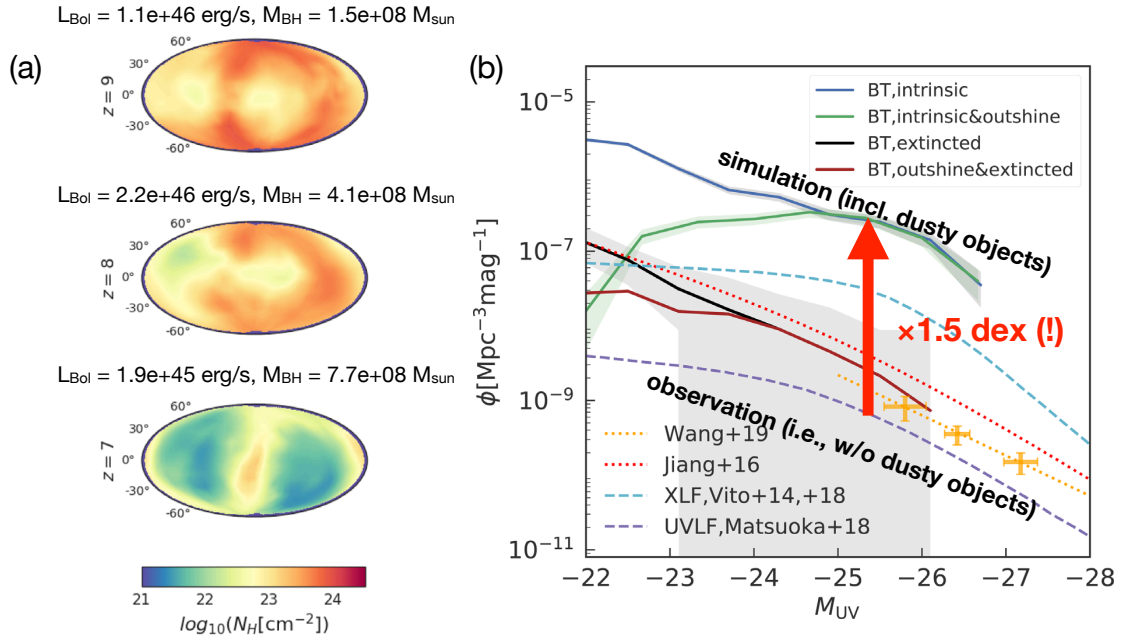 (a)
L_Bol = 1.1e+46 erg/s, M_BH = 1.5e+08 M_sun
60°
0°
-30°
-60°
z = 9
L_Bol = 2.2e+46 erg/s, M_BH = 4.1e+08 M_sun
60°
30°
0°
-30°
-60°
z = 8
L_Bol = 1.9e+45 erg/s, M_BH = 7.7e+08 M_sun
60°
30°
0°
-30°
-60°
z = 7
21 22 23 24
log_10(N_H[cm^-2])
(b)
BT,intrinsic
BT,intrinsic&outshine
BT,extincted
BT,outshine&extincted
simulation (incl. dusty objects)
×1.5 dex (!)
observation (i.e., w/o dusty objects)
Wang+19
Jiang+16
XLF,Vito+14,+18
UVLF,Matsuoka+18
10^−5
10^−7
10^−9
10^−11
ϕ[Mpc^−3mag^−1]
−22 −23 −24 −25 −26 −27 −28
M_UV